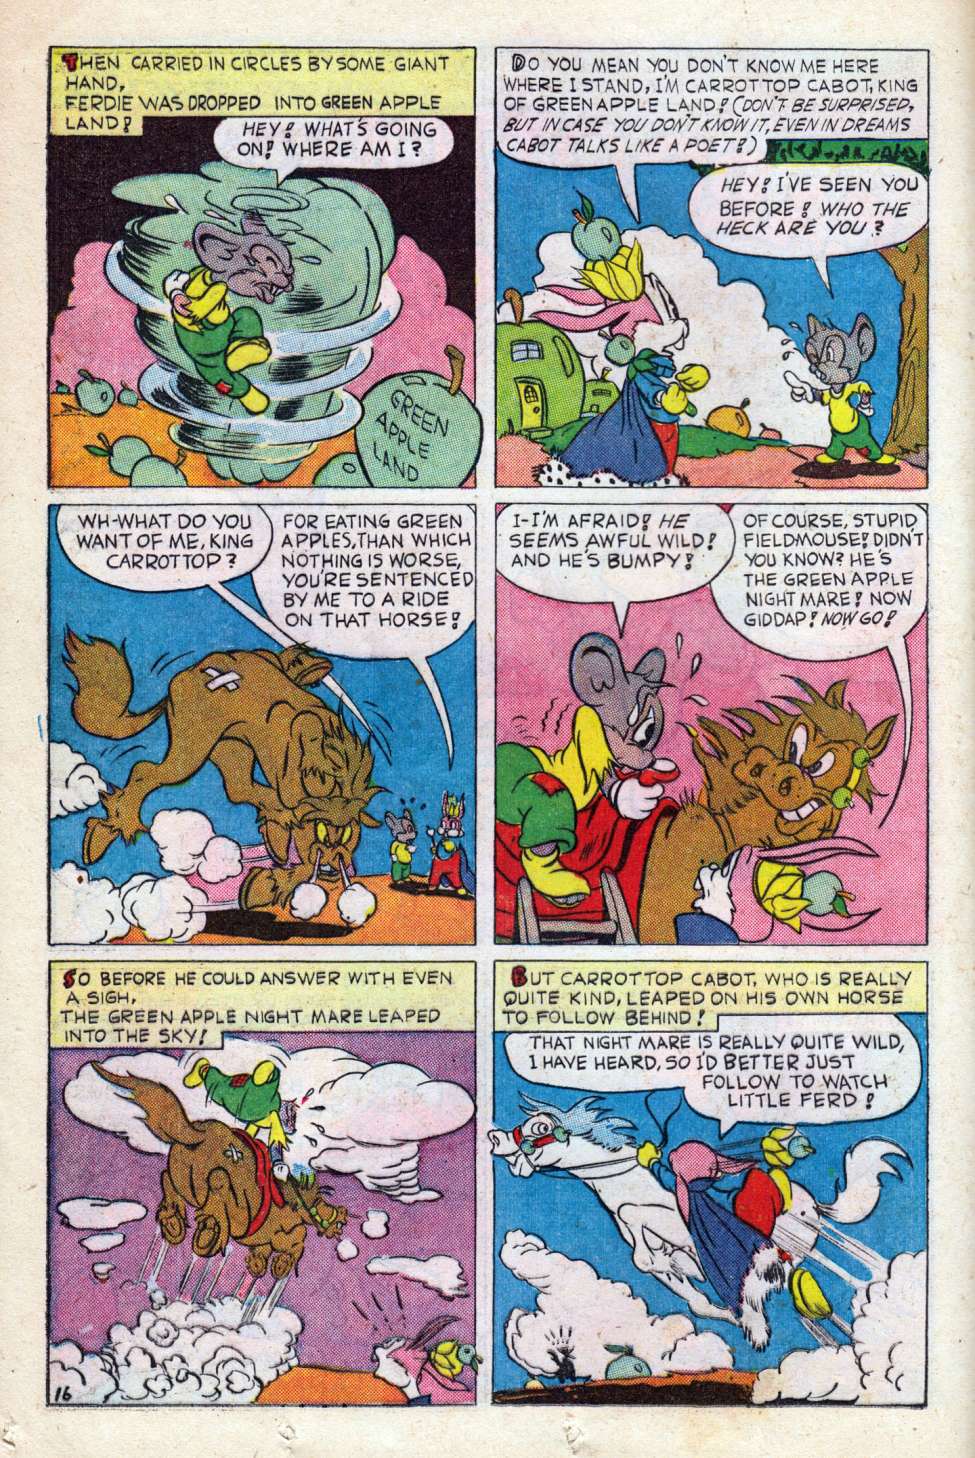 THEN CARRIED IN CIRCLES BY SOME GIANT
HAND,
FERDIE WAS DROPPED INTO GREEN APPLE
LAND!
HEY! WHAT'S GOING
ON! WHERE AM I?
GREEN
APPLE
LAND
DO YOU MEAN YOU DON'T KNOW ME HERE
WHERE I STAND, I'M CARROTTOP CABOT, KING
OF GREEN APPLE LAND! (DON'T BE SURPRISED,
BUT IN CASE YOU DON'T KNOW IT, EVEN IN DREAMS
CABOT TALKS LIKE A POET!)
HEY! I'VE SEEN YOU
BEFORE! WHO THE
HECK ARE YOU?
WH-WHAT DO YOU
WANT OF ME, KING
CARROTTOP?
FOR EATING GREEN
APPLES, THAN WHICH
NOTHING IS WORSE,
YOU'RE SENTENCED
BY ME TO A RIDE
ON THAT HORSE!
I-I'M AFRAID! HE
SEEMS AWFUL WILD!
AND HE'S BUMPY!
OF COURSE, STUPID
FIELDMOUSE! DIDN'T
YOU KNOW? HE'S
THE GREEN APPLE
NIGHT MARE! NOW
GIDDAP! NOW GO!
SO BEFORE HE COULD ANSWER WITH EVEN
A SIGH,
THE GREEN APPLE NIGHT MARE LEAPED
INTO THE SKY!
16
BUT CARROTTOP CABOT, WHO IS REALLY
QUITE KIND, LEAPED ON HIS OWN HORSE
TO FOLLOW BEHIND!
THAT NIGHT MARE IS REALLY QUITE WILD,
I HAVE HEARD, SO I'D BETTER JUST
FOLLOW TO WATCH
LITTLE FERD!